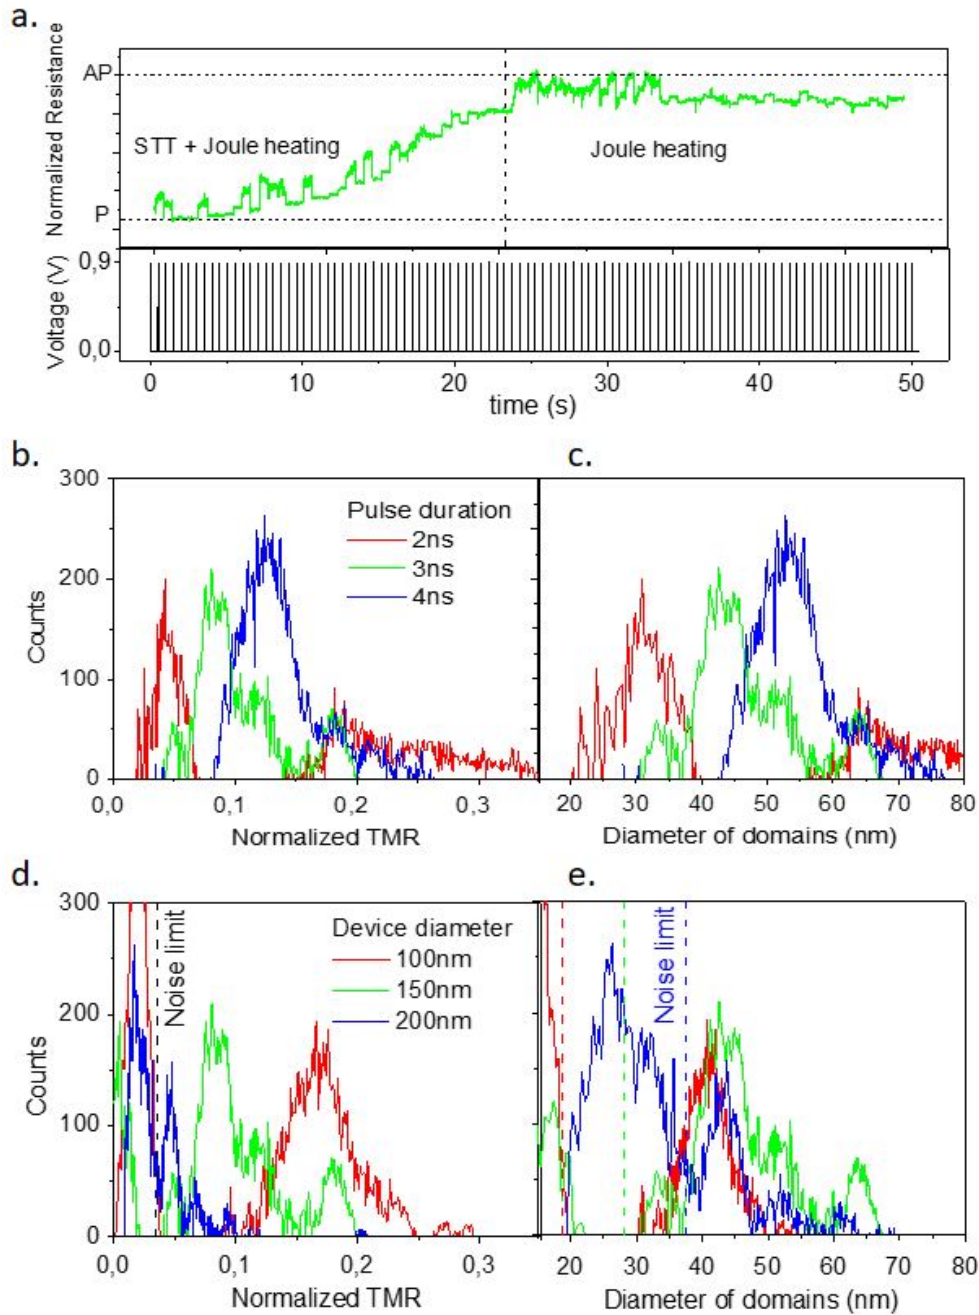 a.
Normalized Resistance
AP
P
STT + Joule heating
Joule heating
Voltage (V)
0,9
0,0
0 10 20 30 40 50
time (s)
b.
Counts
300
200
100
0
Pulse duration
2ns
3ns
4ns
0,0 0,1 0,2 0,3
Normalized TMR
c.
20 30 40 50 60 70 80
Diameter of domains (nm)
d.
Counts
300
200
100
0
Noise limit
Device diameter
100nm
150nm
200nm
0,0 0,1 0,2 0,3
Normalized TMR
e.
Noise limit
20 30 40 50 60 70 80
Diameter of domains (nm)